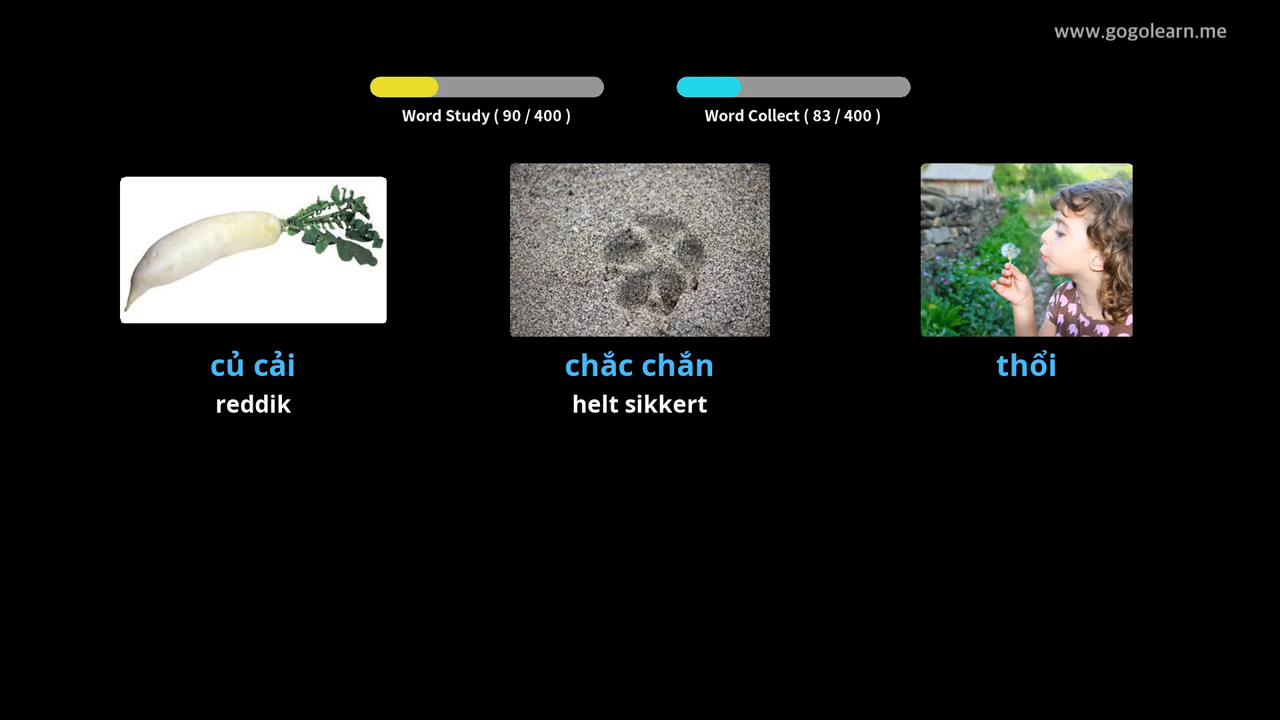 www.gogolearn.me
Word Study ( 90 / 400 )
Word Collect ( 83 / 400 )
củ cải
chắc chắn
thổi
reddik
helt sikkert